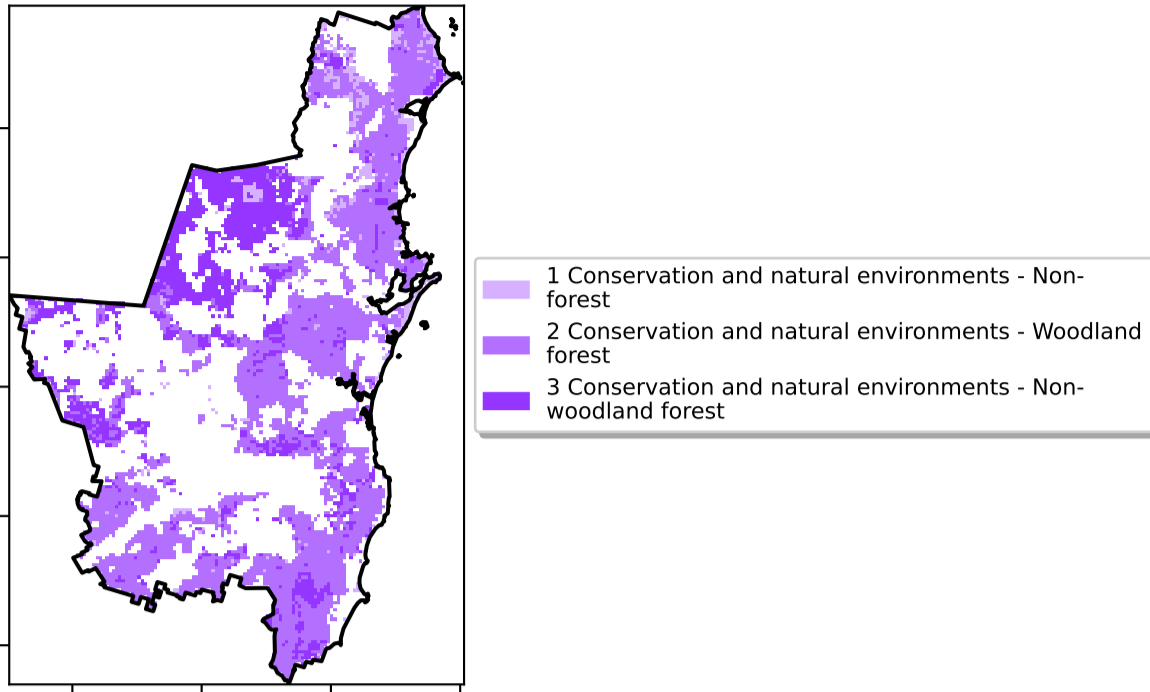 1 Conservation and natural environments - Non-
forest
2 Conservation and natural environments - Woodland
forest
3 Conservation and natural environments - Non-
woodland forest